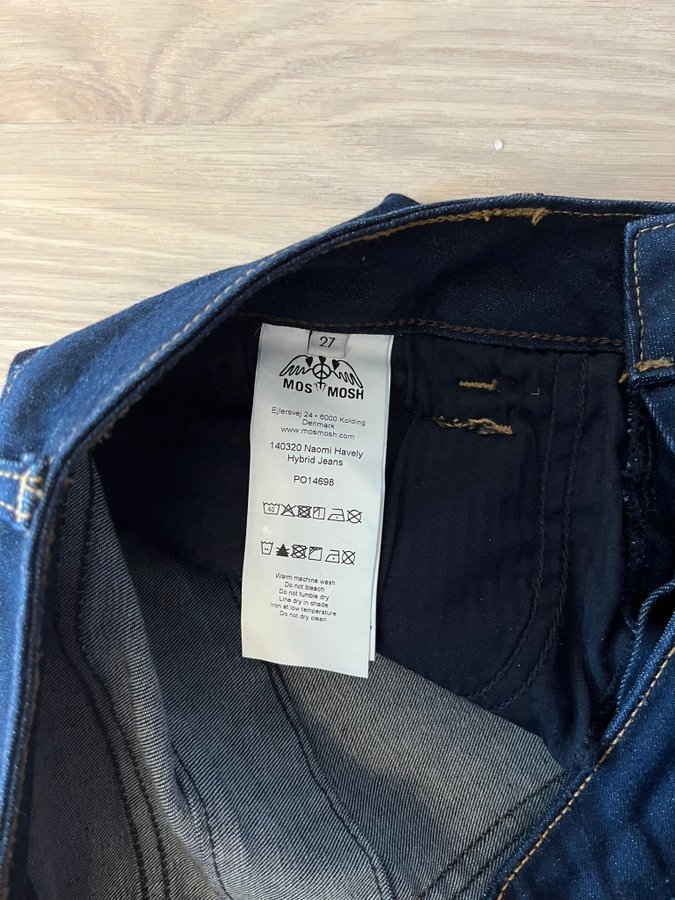 27
MOS MOSH
Ejlersvej 24 • 6000 Kolding
Denmark
www.mosmosh.com
140320 Naomi Havely
Hybrid Jeans
PO14698
40
Warm machine wash
Do not bleach
Do not tumble dry
Line dry in shade
Iron at low temperature
Do not dry clean